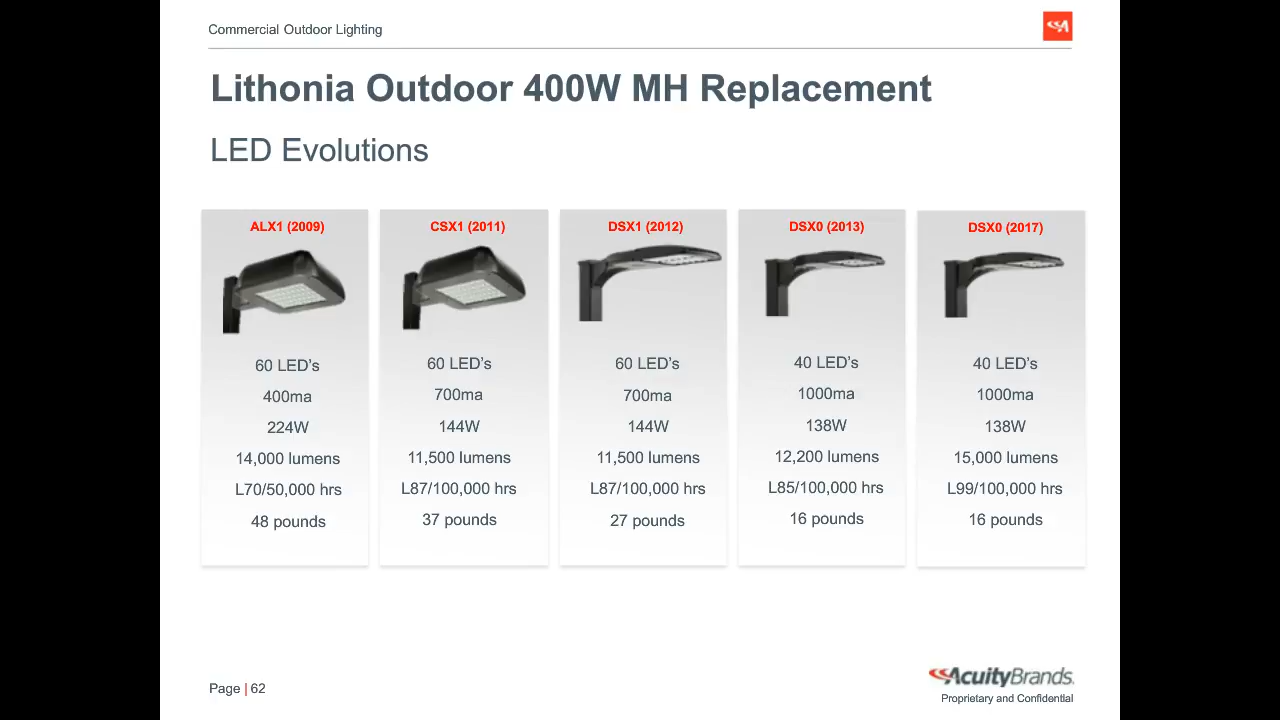 Commercial Outdoor Lighting
Lithonia Outdoor 400W MH Replacement
LED Evolutions
ALX1 (2009)
60 LED’s
400ma
224W
14,000 lumens
L70/50,000 hrs
48 pounds
CSX1 (2011)
60 LED’s
700ma
144W
11,500 lumens
L87/100,000 hrs
37 pounds
DSX1 (2012)
60 LED’s
700ma
144W
11,500 lumens
L87/100,000 hrs
27 pounds
DSX0 (2013)
40 LED’s
1000ma
138W
12,200 lumens
L85/100,000 hrs
16 pounds
DSX0 (2017)
40 LED’s
1000ma
138W
15,000 lumens
L99/100,000 hrs
16 pounds
Page | 62
AcuityBrands.
Proprietary and Confidential